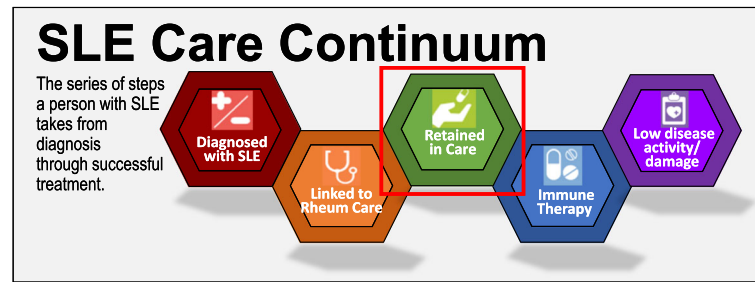 SLE Care Continuum
The series of steps
a person with SLE
takes from
diagnosis
through successful
treatment.
Diagnosed
with SLE
Linked to
Rheum Care
Retained
in Care
Immune
Therapy
Low disease
activity/
damage